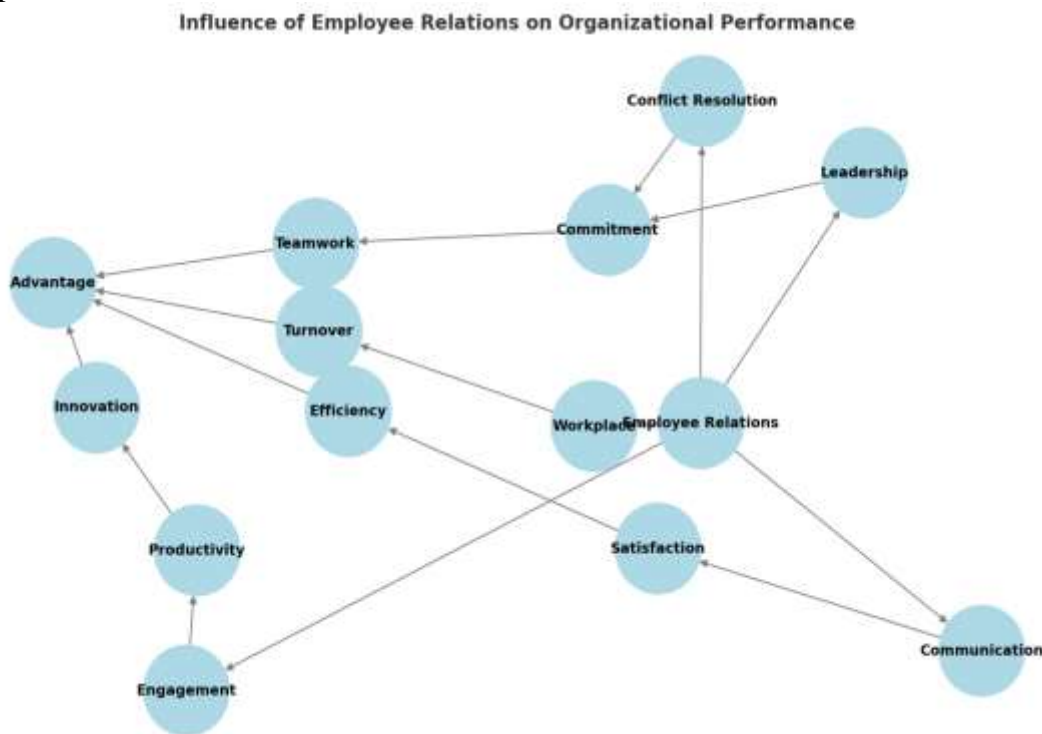 Influence of Employee Relations on Organizational Performance
Conflict Resolution
Leadership
Commitment
Teamwork
Advantage
Turnover
Innovation
Efficiency
Workplace
Employee Relations
Productivity
Satisfaction
Communication
Engagement